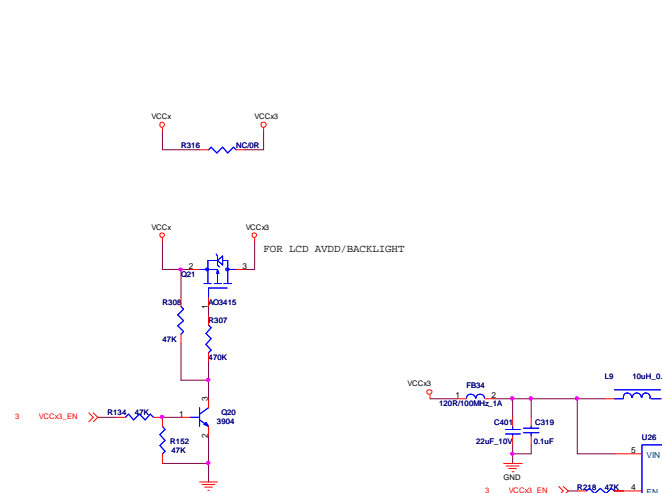 VCCx
VCCx3
R316
NC/0R
VCCx
VCCx3
FOR LCD AVDD/BACKLIGHT
2
3
Q21
R308
1
AO3415
R307
47K
470K
3
3
VCCx3_EN
R134
47K
1
Q20
3904
R152
47K
2
VCCx3
FB34
1
2
120R/100MHz_1A
L9
10uH_0.
C401
C319
22uF_10V
0.1uF
GND
U26
5
VIN
3
VCCx3_EN
R218
47K
4
EN